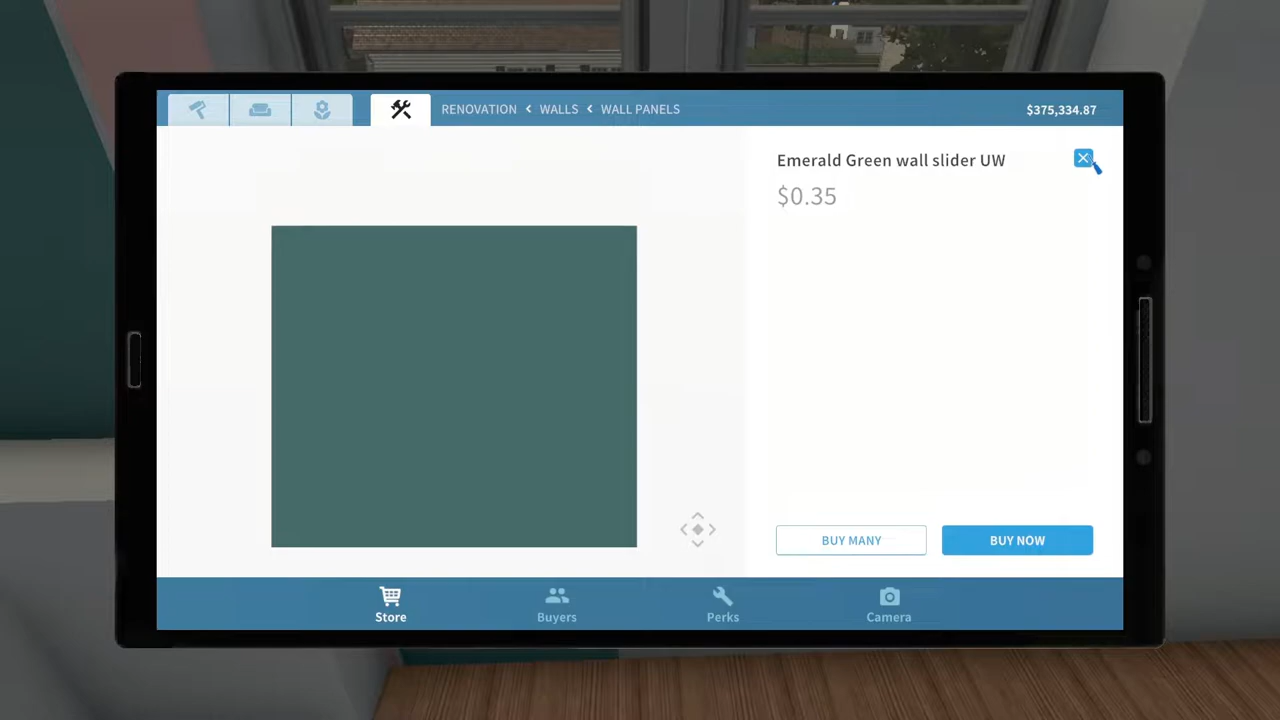 RENOVATION < WALLS < WALL PANELS
$375,334.87
Emerald Green wall slider UW
$0.35
BUY MANY
BUY NOW
Store
Buyers
Perks
Camera